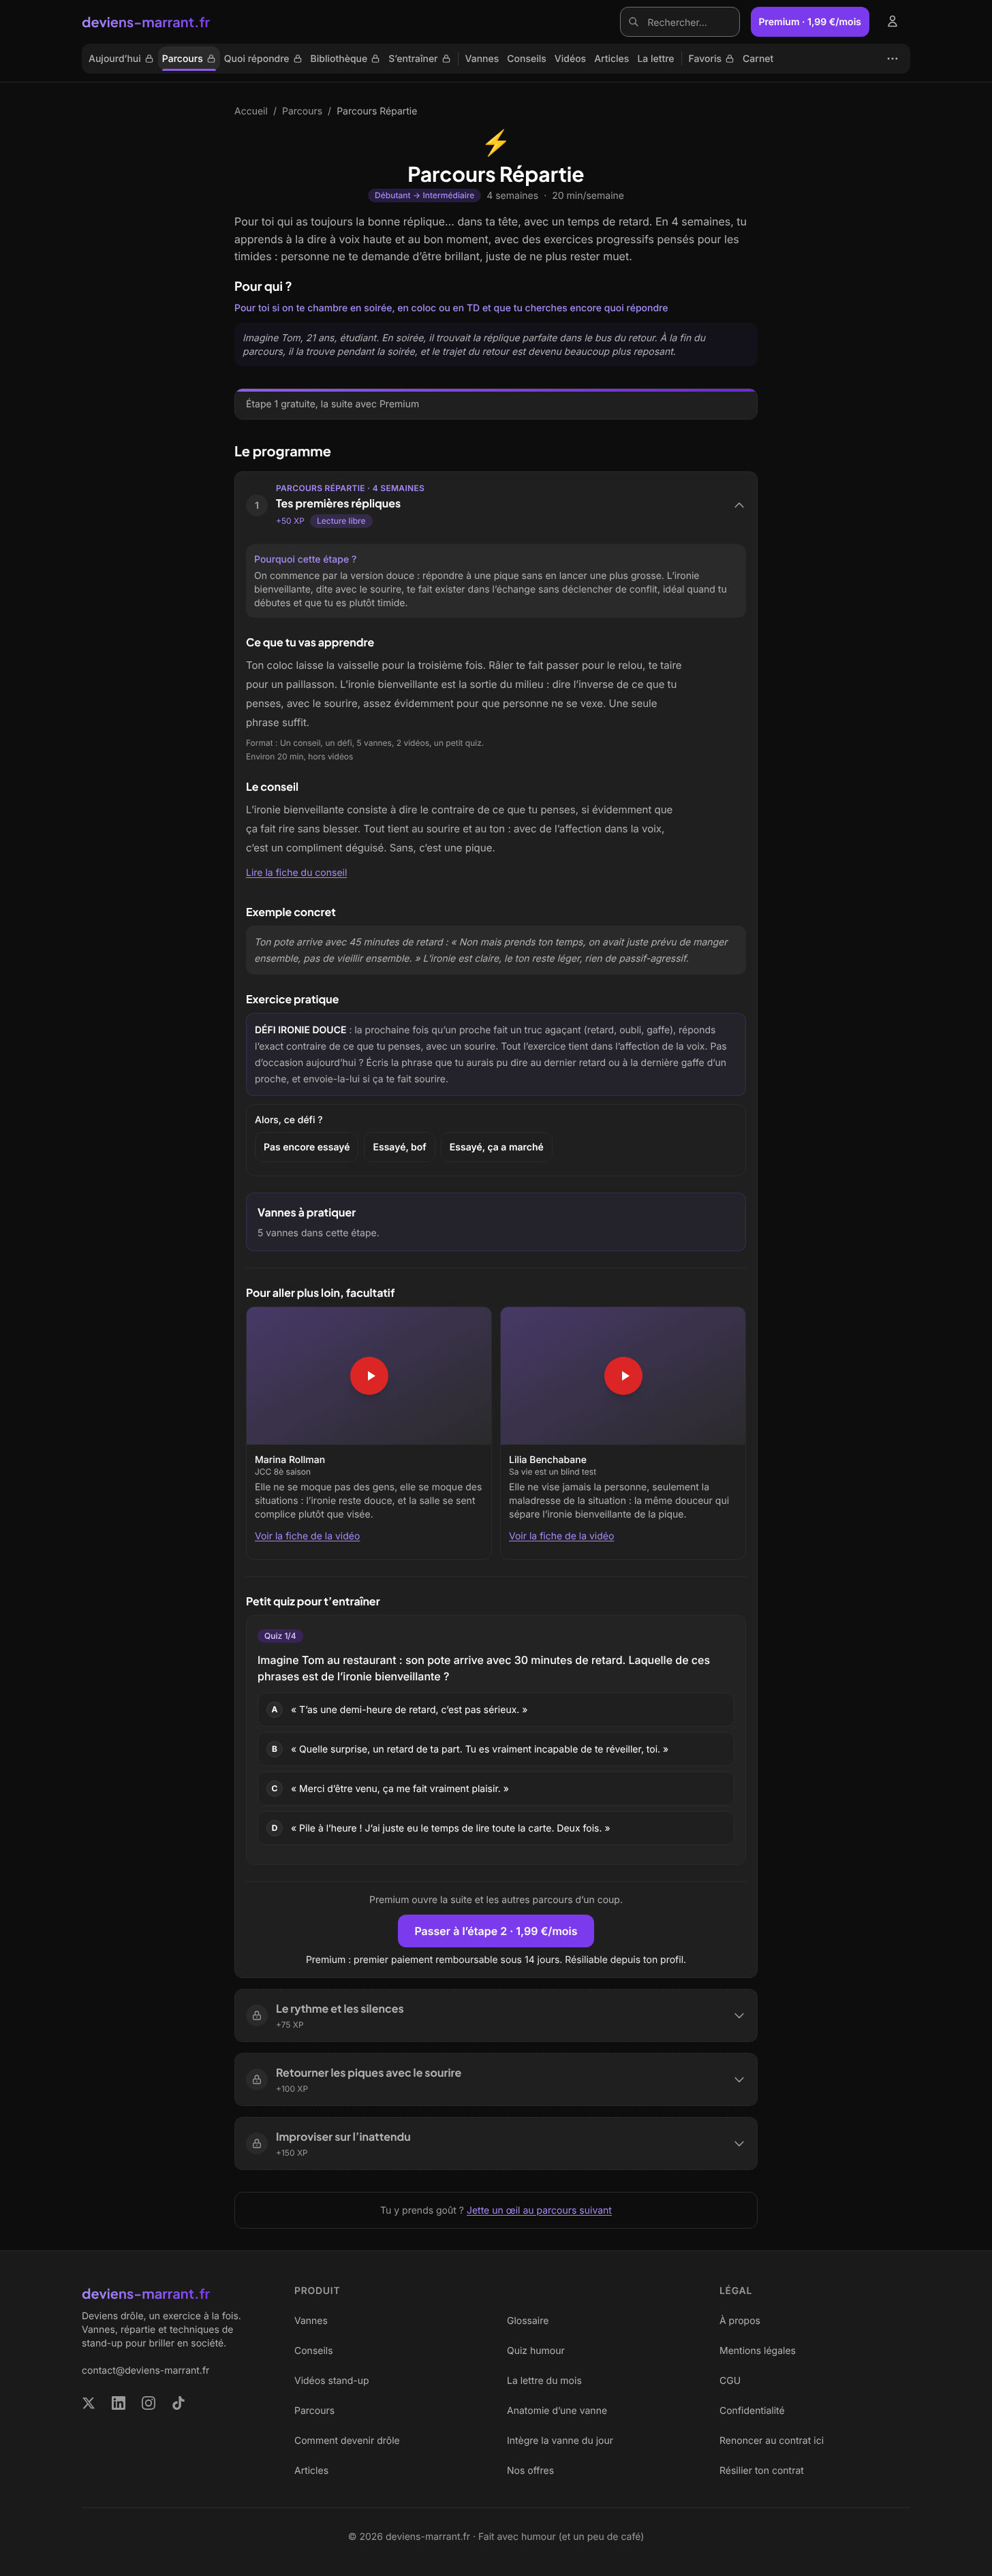 deviens-marrant.fr
Rechercher...
Premium · 1,99 €/mois
Aujourd’hui
Parcours
Quoi répondre
Bibliothèque
S’entraîner
Vannes
Conseils
Vidéos
Articles
La lettre
Favoris
Carnet
Accueil / Parcours / Parcours Répartie
Parcours Répartie
Débutant → Intermédiaire 4 semaines · 20 min/semaine
Pour toi qui as toujours la bonne réplique… dans ta tête, avec un temps de retard. En 4 semaines, tu
apprends à la dire à voix haute et au bon moment, avec des exercices progressifs pensés pour les
timides : personne ne te demande d’être brillant, juste de ne plus rester muet.
Pour qui ?
Pour toi si on te chambre en soirée, en coloc ou en TD et que tu cherches encore quoi répondre
Imagine Tom, 21 ans, étudiant. En soirée, il trouvait la réplique parfaite dans le bus du retour. À la fin du
parcours, il la trouve pendant la soirée, et le trajet du retour est devenu beaucoup plus reposant.
Étape 1 gratuite, la suite avec Premium
Le programme
1
PARCOURS RÉPARTIE · 4 SEMAINES
Tes premières répliques
+50 XP Lecture libre
Pourquoi cette étape ?
On commence par la version douce : répondre à une pique sans en lancer une plus grosse. L’ironie
bienveillante, dite avec le sourire, te fait exister dans l’échange sans déclencher de conflit, idéal quand tu
débutes et que tu es plutôt timide.
Ce que tu vas apprendre
Ton coloc laisse la vaisselle pour la troisième fois. Râler te fait passer pour le relou, te taire
pour un paillasson. L’ironie bienveillante est la sortie du milieu : dire l’inverse de ce que tu
penses, avec le sourire, assez évidemment pour que personne ne se vexe. Une seule
phrase suffit.
Format : Un conseil, un défi, 5 vannes, 2 vidéos, un petit quiz.
Environ 20 min, hors vidéos
Le conseil
L’ironie bienveillante consiste à dire le contraire de ce que tu penses, si évidemment que
ça fait rire sans blesser. Tout tient au sourire et au ton : avec de l’affection dans la voix,
c’est un compliment déguisé. Sans, c’est une pique.
Lire la fiche du conseil
Exemple concret
Ton pote arrive avec 45 minutes de retard : « Non mais prends ton temps, on avait juste prévu de manger
ensemble, pas de vieillir ensemble. » L’ironie est claire, le ton reste léger, rien de passif-agressif.
Exercice pratique
DÉFI IRONIE DOUCE : la prochaine fois qu’un proche fait un truc agaçant (retard, oubli, gaffe), réponds
l’exact contraire de ce que tu penses, avec un sourire. Tout l’exercice tient dans l’affection de la voix. Pas
d’occasion aujourd’hui ? Écris la phrase que tu aurais pu dire au dernier retard ou à la dernière gaffe d’un
proche, et envoie-la-lui si ça te fait sourire.
Alors, ce défi ?
Pas encore essayé
Essayé, bof
Essayé, ça a marché
Vannes à pratiquer
5 vannes dans cette étape.
Pour aller plus loin, facultatif
Marina Rollman
JCC 8è saison
Elle ne se moque pas des gens, elle se moque des
situations : l’ironie reste douce, et la salle se sent
complice plutôt que visée.
Voir la fiche de la vidéo
Lilia Benchabane
Sa vie est un blind test
Elle ne vise jamais la personne, seulement la
maladresse de la situation : la même douceur qui
sépare l’ironie bienveillante de la pique.
Voir la fiche de la vidéo
Petit quiz pour t’entraîner
Quiz 1/4
Imagine Tom au restaurant : son pote arrive avec 30 minutes de retard. Laquelle de ces
phrases est de l’ironie bienveillante ?
A « T’as une demi-heure de retard, c’est pas sérieux. »
B « Quelle surprise, un retard de ta part. Tu es vraiment incapable de te réveiller, toi. »
C « Merci d’être venu, ça me fait vraiment plaisir. »
D « Pile à l’heure ! J’ai juste eu le temps de lire toute la carte. Deux fois. »
Premium ouvre la suite et les autres parcours d’un coup.
Passer à l’étape 2 · 1,99 €/mois
Premium : premier paiement remboursable sous 14 jours. Résiliable depuis ton profil.
Le rythme et les silences
+75 XP
Retourner les piques avec le sourire
+100 XP
Improviser sur l’inattendu
+150 XP
Tu y prends goût ? Jette un œil au parcours suivant
deviens-marrant.fr
Deviens drôle, un exercice à la fois.
Vannes, répartie et techniques de
stand-up pour briller en société.
contact@deviens-marrant.fr
PRODUIT
Vannes
Conseils
Vidéos stand-up
Parcours
Comment devenir drôle
Articles
Glossaire
Quiz humour
La lettre du mois
Anatomie d’une vanne
Intègre la vanne du jour
Nos offres
LÉGAL
À propos
Mentions légales
CGU
Confidentialité
Renoncer au contrat ici
Résilier ton contrat
© 2026 deviens-marrant.fr · Fait avec humour (et un peu de café)